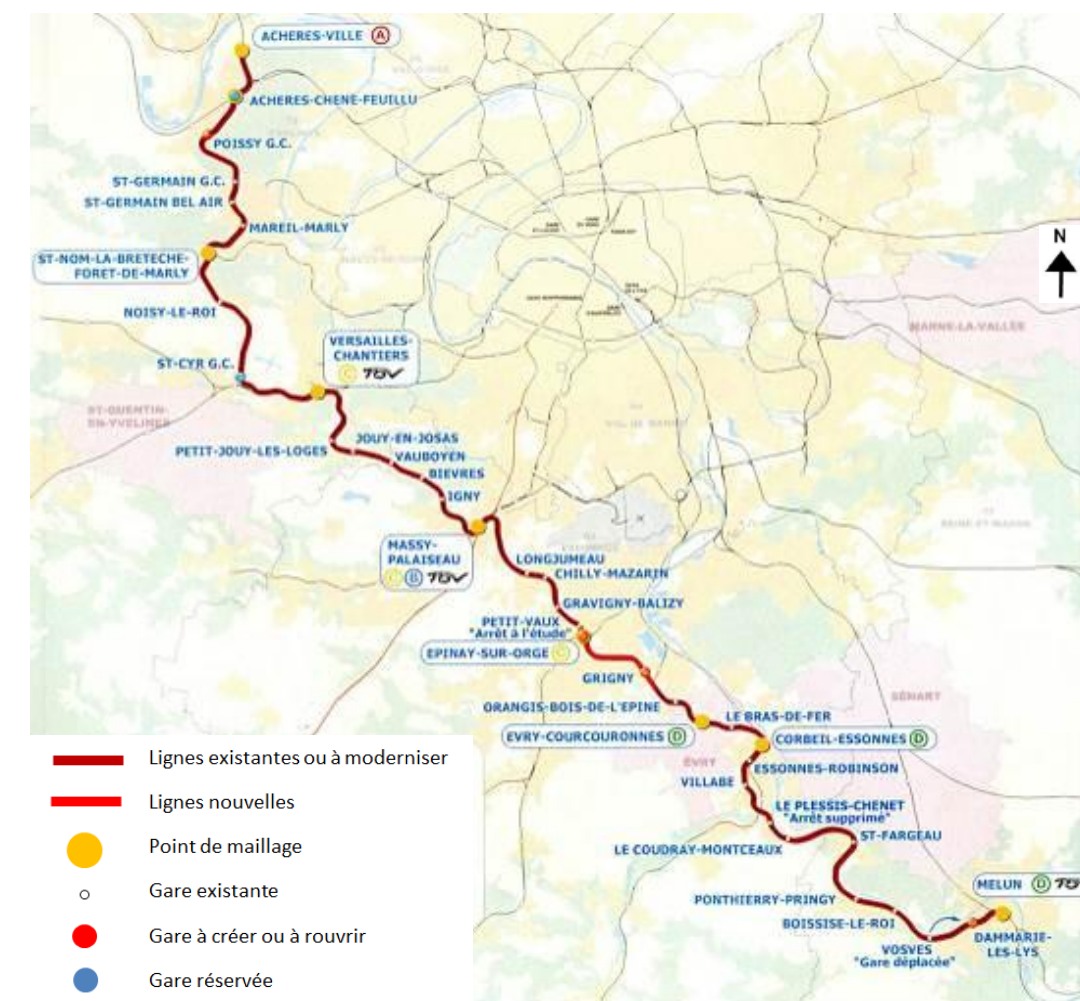 ACHERES-VILLE A
ACHERES-CHENE-FEUILLU
POISSY G.C.
ST-GERMAIN G.C.
ST-GERMAIN BEL AIR
MAREIL-MARLY
ST-NOM-LA-BRETECHE-
FORET-DE-MARLY
N
NOISY-LE-ROI
MARNE-LA-VALLÉE
VERSAILLES-
CHANTIERS
C TGV
ST-CYR G.C.
ST-QUENTIN-
EN-YVELINES
PETIT-JOUY-LES-LOGES
JOUY-EN-JOSAS
VAUBOYEN
BIEVRES
IGNY
MASSY-
PALAISEAU
C B TGV
LONGJUMEAU
CHILLY-MAZARIN
GRAVIGNY-BALIZY
PETIT-VAUX
"Arrêt à l'étude"
EPINAY-SUR-ORGE C
GRIGNY
SÉNART
ORANGIS-BOIS-DE-L'EPINE
LE BRAS-DE-FER
EVRY-COURCOURONNES D
CORBEIL-ESSONNES D
ÉVRY
ESSONNES-ROBINSON
VILLABE
LE PLESSIS-CHENET
"Arrêt supprimé"
ST-FARGEAU
LE COUDRAY-MONTCEAUX
MELUN D TGV
PONTHIERRY-PRINGY
BOISSISE-LE-ROI
VOSVES
"Gare déplacée"
DAMMARIE-
LES-LYS
Lignes existantes ou à moderniser
Lignes nouvelles
Point de maillage
Gare existante
Gare à créer ou à rouvrir
Gare réservée